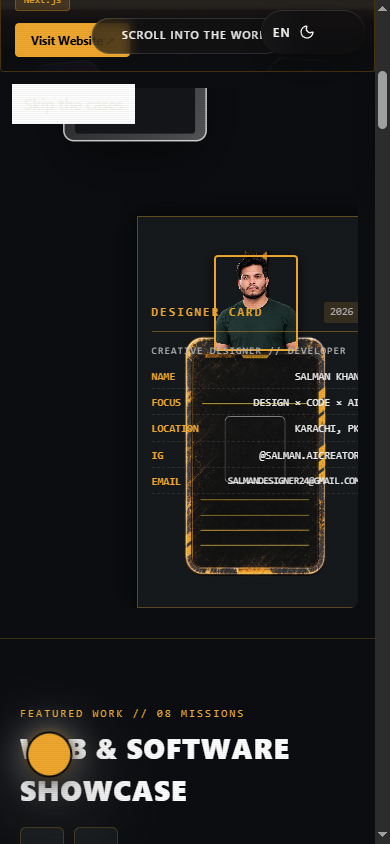 Next.js
Visit Website
SCROLL INTO THE WORL
EN
Skip the cases
DESIGNER CARD
2026
CREATIVE DESIGNER // DEVELOPER
NAME SALMAN KHAN
FOCUS DESIGN × CODE × AI
LOCATION KARACHI, PK
IG @SALMAN.AICREATOR
EMAIL SALMANDESIGNER24@GMAIL.COM
FEATURED WORK // 08 MISSIONS
WEB & SOFTWARE
SHOWCASE